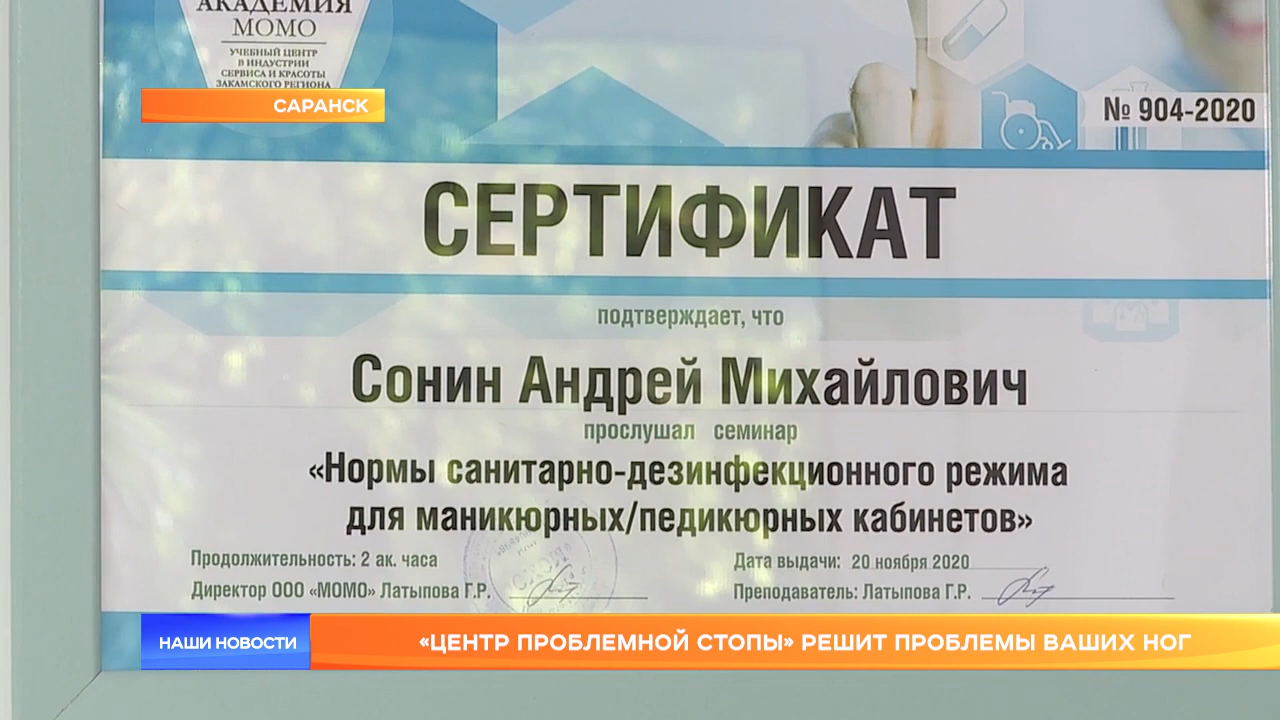 АКАДЕМИЯ
МОМО
УЧЕБНЫЙ ЦЕНТР
В ИНДУСТРИИ
СЕРВИСА И КРАСОТЫ
ЗАКАМСКОГО РЕГИОНА
САРАНСК
№ 904-2020
СЕРТИФИКАТ
подтверждает, что
Сонин Андрей Михайлович
прослушал семинар
«Нормы санитарно-дезинфекционного режима
для маникюрных/педикюрных кабинетов»
Продолжительность: 2 ак. часа
Дата выдачи: 20 ноября 2020
Директор ООО «МОМО» Латыпова Г.Р.
Преподаватель: Латыпова Г.Р.
НАШИ НОВОСТИ
«ЦЕНТР ПРОБЛЕМНОЙ СТОПЫ» РЕШИТ ПРОБЛЕМЫ ВАШИХ НОГ